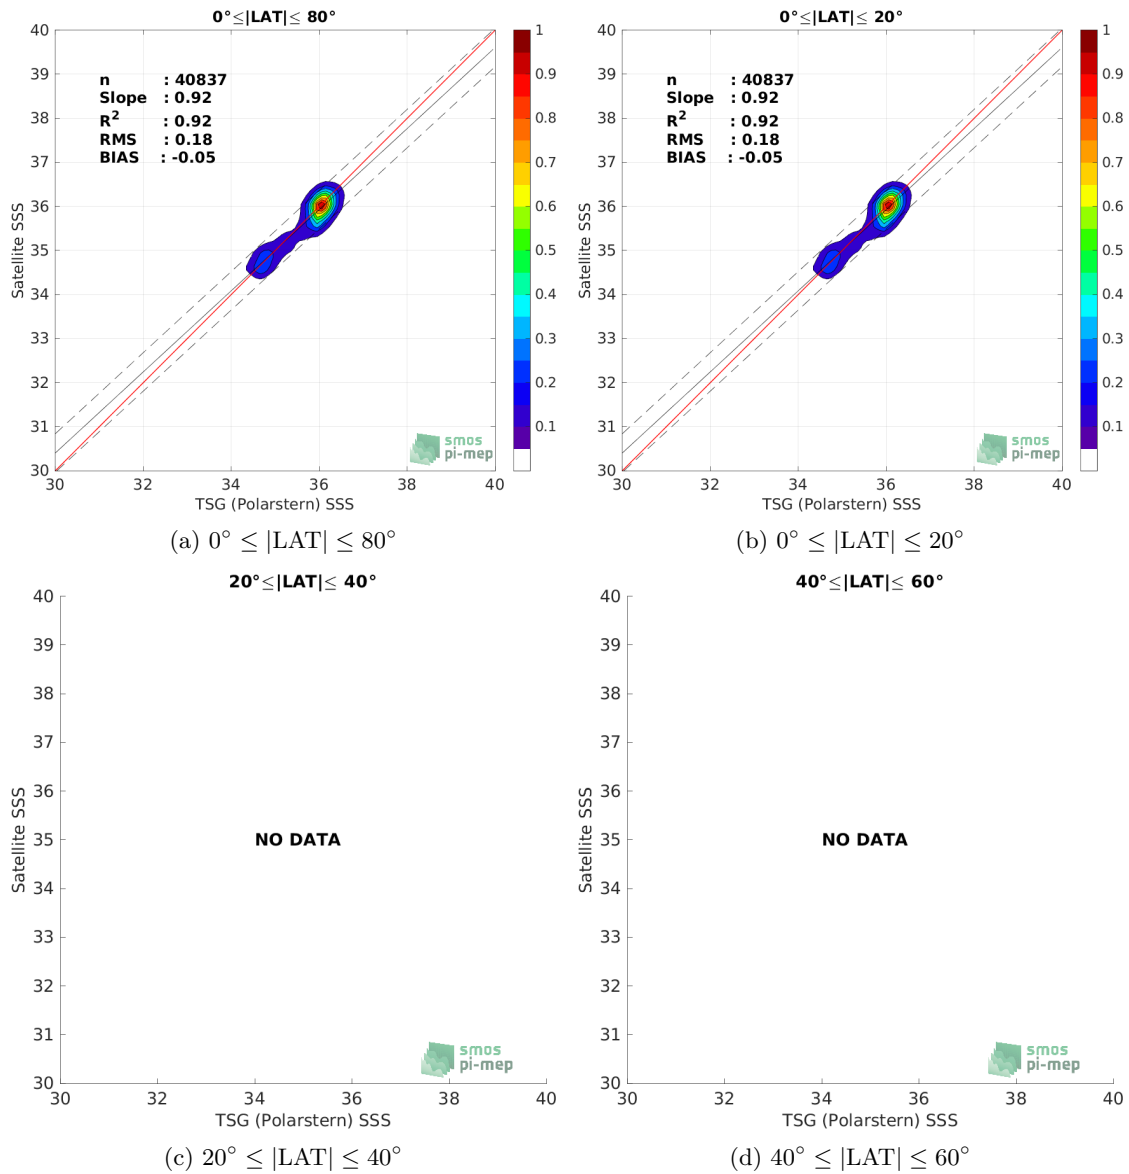 0°≤|LAT|≤ 80°
40
39
38
37
36
35
34
33
32
31
30
Satellite SSS
n : 40837
Slope : 0.92
R² : 0.92
RMS : 0.18
BIAS : -0.05
smos
pi-mep
30 32 34 36 38 40
TSG (Polarstern) SSS
1
0.9
0.8
0.7
0.6
0.5
0.4
0.3
0.2
0.1
(a) 0° ≤ |LAT| ≤ 80°
0°≤|LAT|≤ 20°
40
39
38
37
36
35
34
33
32
31
30
Satellite SSS
n : 40837
Slope : 0.92
R² : 0.92
RMS : 0.18
BIAS : -0.05
smos
pi-mep
30 32 34 36 38 40
TSG (Polarstern) SSS
1
0.9
0.8
0.7
0.6
0.5
0.4
0.3
0.2
0.1
(b) 0° ≤ |LAT| ≤ 20°
20°≤|LAT|≤ 40°
40
39
38
37
36
35
34
33
32
31
30
Satellite SSS
NO DATA
smos
pi-mep
30 32 34 36 38 40
TSG (Polarstern) SSS
(c) 20° ≤ |LAT| ≤ 40°
40°≤|LAT|≤ 60°
40
39
38
37
36
35
34
33
32
31
30
Satellite SSS
NO DATA
smos
pi-mep
30 32 34 36 38 40
TSG (Polarstern) SSS
(d) 40° ≤ |LAT| ≤ 60°